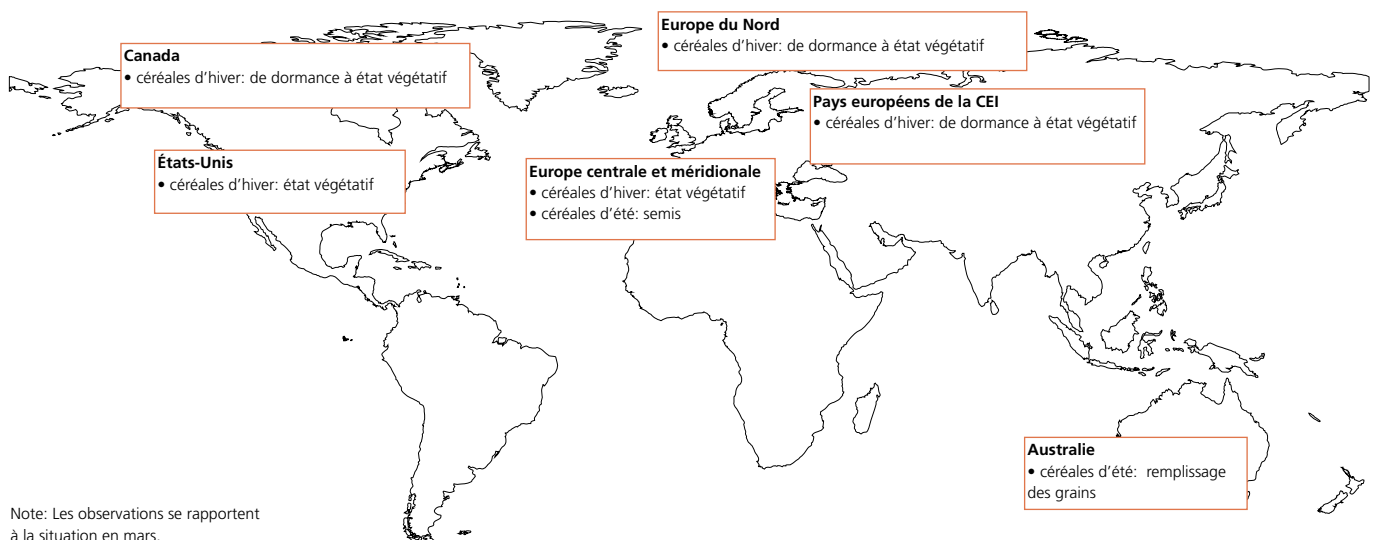 Europe du Nord
• céréales d'hiver: de dormance à état végétatif
Canada
• céréales d'hiver: de dormance à état végétatif
Pays européens de la CEI
• céréales d'hiver: de dormance à état végétatif
États-Unis
• céréales d'hiver: état végétatif
Europe centrale et méridionale
• céréales d'hiver: état végétatif
• céréales d'été: semis
Australie
• céréales d'été: remplissage
des grains
Note: Les observations se rapportent
à la situation en mars.